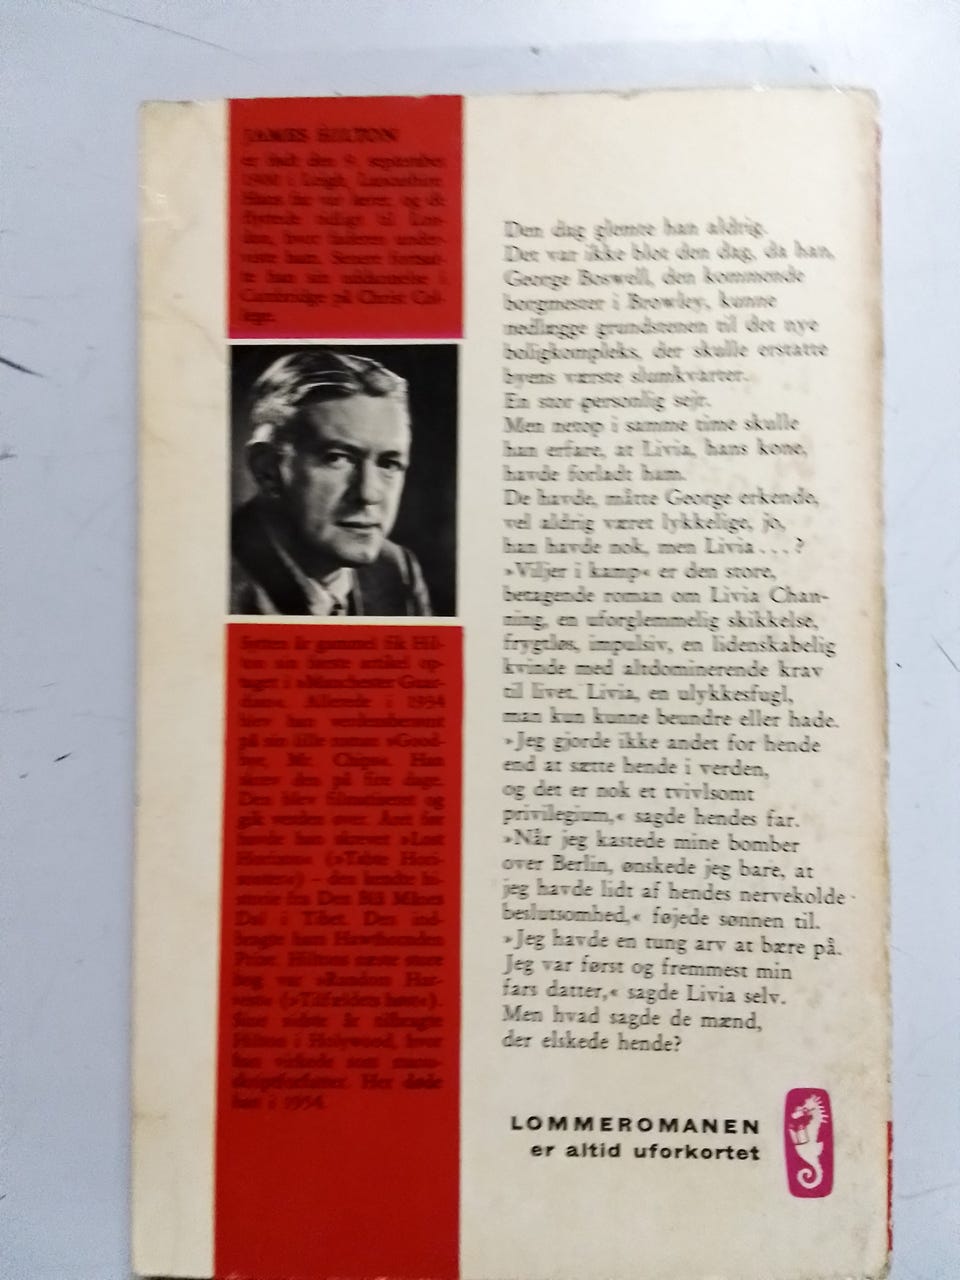 JAMES HILTON
er født den 9. september
1900 i Leigh, Lancashire.
Hans far var lærer, og de
flyttede tidligt til Lon-
don, hvor faderen under-
viste ham. Senere fortsat-
te han sin uddannelse i
Cambridge på Christ Col-
lege.
Sytten år gammel fik Hil-
ton sin første artikel op-
taget i »Manchester Guar-
dian«. Allerede i 1934
blev han verdensberømt
på sin lille roman »Good-
bye, Mr. Chips«. Han
skrev den på fire dage.
Den blev filmatiseret og
gik verden over. Året før
havde han skrevet »Lost
Horizon« (»Tabte Hori-
sonter«) - den kendte hi-
storie fra Den Blå Månes
Dal i Tibet. Den ind-
bragte ham Hawthornden
Prize. Hiltons næste store
bog var »Random Har-
vest« (»Tilfældets høst«).
Sine sidste år tilbragte
Hilton i Hollywood, hvor
han virkede som manu-
skriptforfatter. Her døde
han i 1954.
Den dag glemte han aldrig.
Det var ikke blot den dag, da han,
George Boswell, den kommende
borgmester i Browley, kunne
nedlægge grundstenen til det nye
boligkompleks, der skulle erstatte
byens værste slumkvarter.
En stor personlig sejr.
Men netop i samme time skulle
han erfare, at Livia, hans kone,
havde forladt ham.
De havde, måtte George erkende,
vel aldrig været lykkelige, jo,
han havde nok, men Livia...?
»Viljer i kamp« er den store,
betagende roman om Livia Chan-
ning, en uforglemmelig skikkelse,
frygtløs, impulsiv, en lidenskabelig
kvinde med altdominerende krav
til livet. Livia, en ulykkesfugl,
man kun kunne beundre eller hade.
»Jeg gjorde ikke andet for hende
end at sætte hende i verden,
og det er nok et tvivlsomt
privilegium,« sagde hendes far.
»Når jeg kastede mine bomber
over Berlin, ønskede jeg bare, at
jeg havde lidt af hendes nervekolde
beslutsomhed,« føjede sønnen til.
»Jeg havde en tung arv at bære på.
Jeg var først og fremmest min
fars datter,« sagde Livia selv.
Men hvad sagde de mænd,
der elskede hende?
LOMMEROMANEN
er altid uforkortet